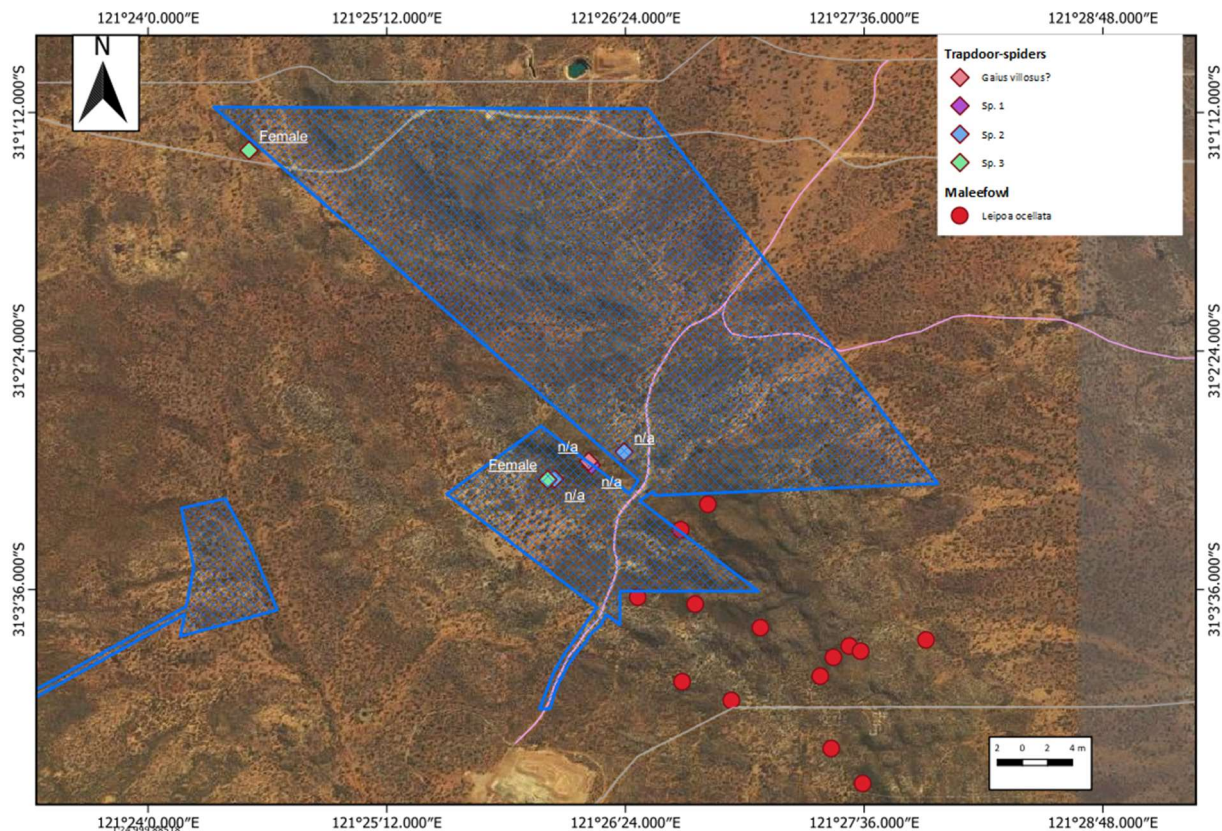 121°24'0.000"E 121°25'12.000"E 121°26'24.000"E 121°27'36.000"E 121°28'48.000"E
N
Trapdoor-spiders
Gaius villosus?
Sp. 1
Sp. 2
Sp. 3
Maleefowl
Leipoa ocellata
31°1'12.000"S
31°1'12.000"S
Female
31°2'24.000"S
31°2'24.000"S
n/a
n/a
Female
n/a
n/a
31°3'36.000"S
31°3'36.000"S
2 0 2 4 m
121°24'0.000"E 121°25'12.000"E 121°26'24.000"E 121°27'36.000"E 121°28'48.000"E